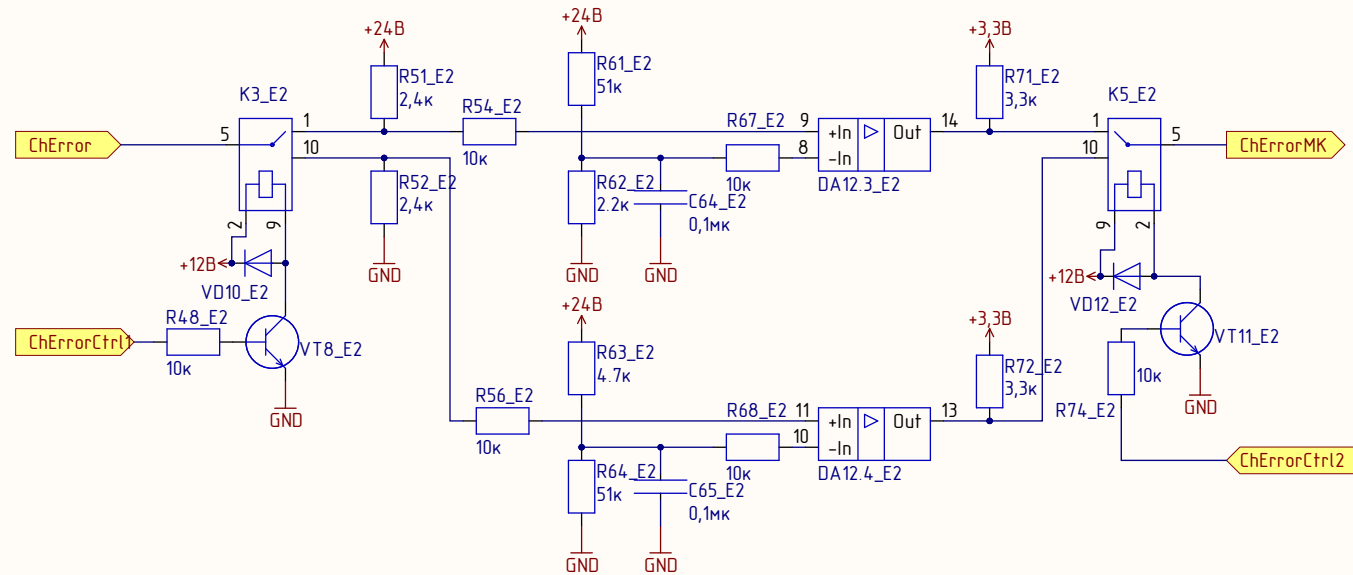 +24В
+24В
+3,3В
R51_E2
2,4к
R61_E2
51к
R71_E2
3,3к
K3_E2
R54_E2
10к
R67_E2
K5_E2
ChError
5
1
10
9
8
+In
-In
Out
14
1
10
5
ChErrorMK
DA12.3_E2
10к
R52_E2
2,4к
R62_E2
2.2к
C64_E2
0,1мк
2
9
9
2
GND
GND
GND
+12В
VD10_E2
+12В
VD12_E2
+24В
+3,3В
ChErrorCtrl1
R48_E2
10к
VT8_E2
GND
R63_E2
4.7к
R72_E2
3,3к
VT11_E2
10к
R74_E2
GND
R56_E2
10к
R68_E2
11
10
+In
-In
Out
13
DA12.4_E2
10к
R64_E2
51к
C65_E2
0,1мк
ChErrorCtrl2
GND
GND